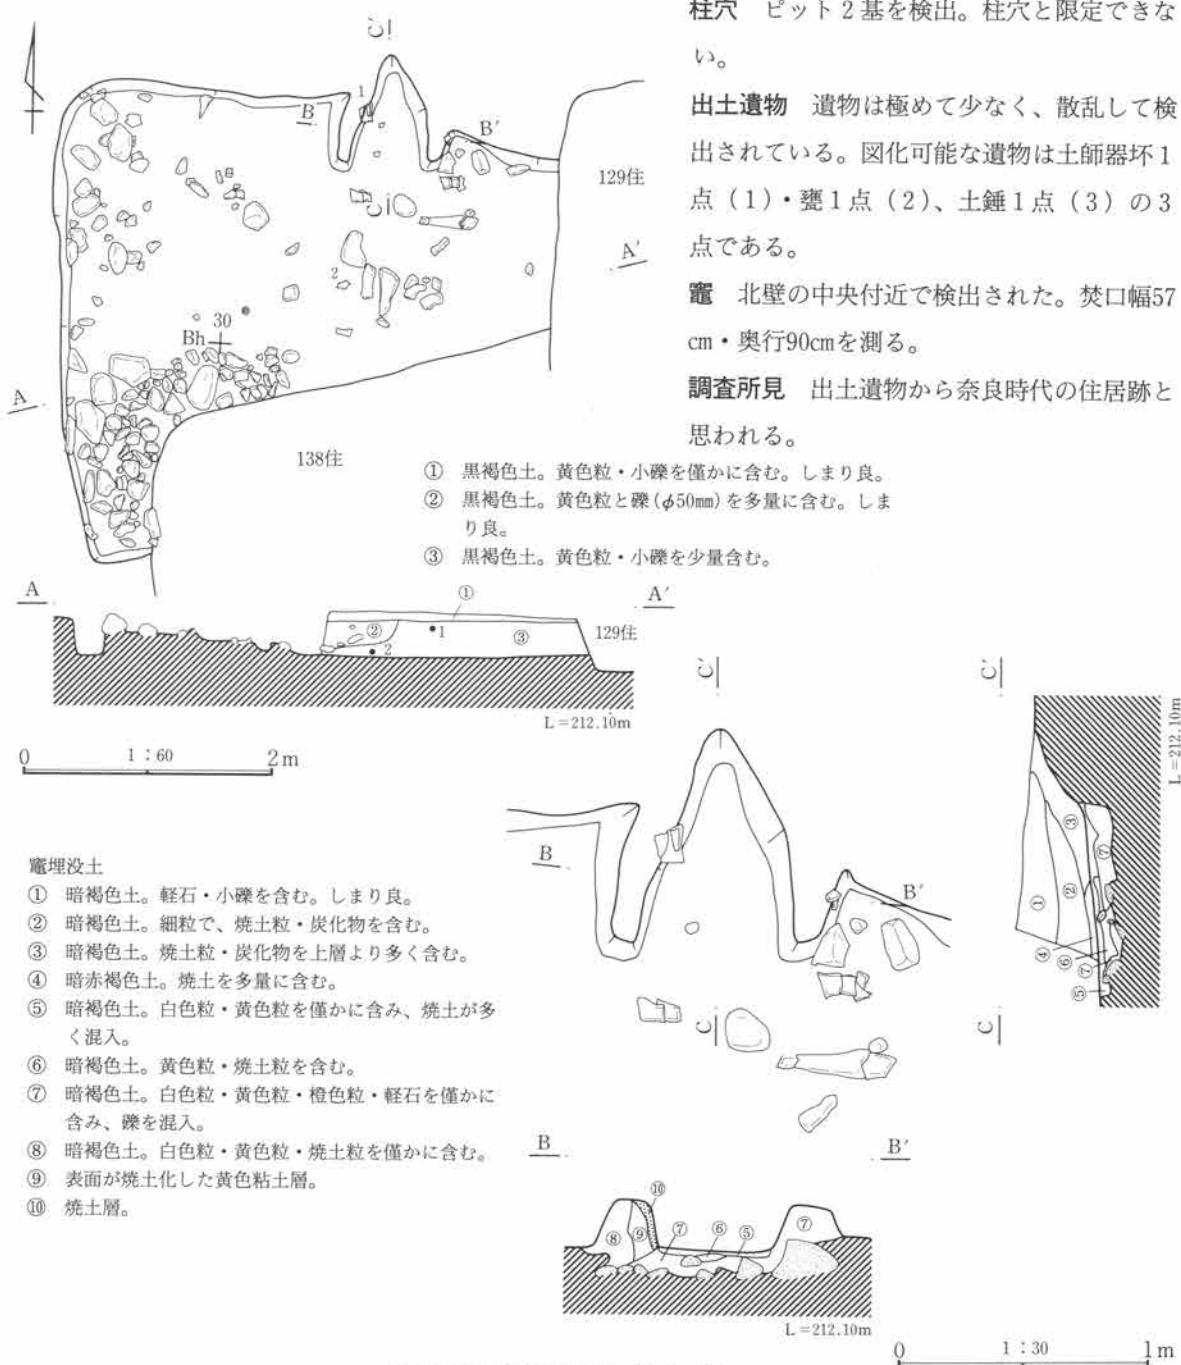 柱穴　ピット2基を検出。柱穴と限定できな
い。
出土遺物　遺物は極めて少なく、散乱して検
出されている。図化可能な遺物は土師器坏1
点（1）・甕1点（2）、土錘1点（3）の3
点である。
竈　北壁の中央付近で検出された。焚口幅57
cm・奥行90cmを測る。
調査所見　出土遺物から奈良時代の住居跡と
思われる。
C'
1
B
B'
129住
C
A'
2
30
Bh
A
138住
① 黒褐色土。黄色粒・小礫を僅かに含む。しまり良。
② 黒褐色土。黄色粒と礫(φ50mm)を多量に含む。しま
り良。
③ 黒褐色土。黄色粒・小礫を少量含む。
A
①
A'
②
1
③
129住
2
L=212.10m
0 1:60 2m
C'
C'
L=212.10m
B
B'
③
⑦
②
①
④
⑥
⑦
⑤
C
C
竈埋没土
① 暗褐色土。軽石・小礫を含む。しまり良。
② 暗褐色土。細粒で、焼土粒・炭化物を含む。
③ 暗褐色土。焼土粒・炭化物を上層より多く含む。
④ 暗赤褐色土。焼土を多量に含む。
⑤ 暗褐色土。白色粒・黄色粒を僅かに含み、焼土が多
く混入。
⑥ 暗褐色土。黄色粒・焼土粒を含む。
⑦ 暗褐色土。白色粒・黄色粒・橙色粒・軽石を僅かに
含み、礫を混入。
⑧ 暗褐色土。白色粒・黄色粒・焼土粒を僅かに含む。
⑨ 表面が焼土化した黄色粘土層。
⑩ 焼土層。
B
B'
⑩
⑧
⑨
⑦
⑥
⑤
⑦
L=212.10m
0 1:30 1m